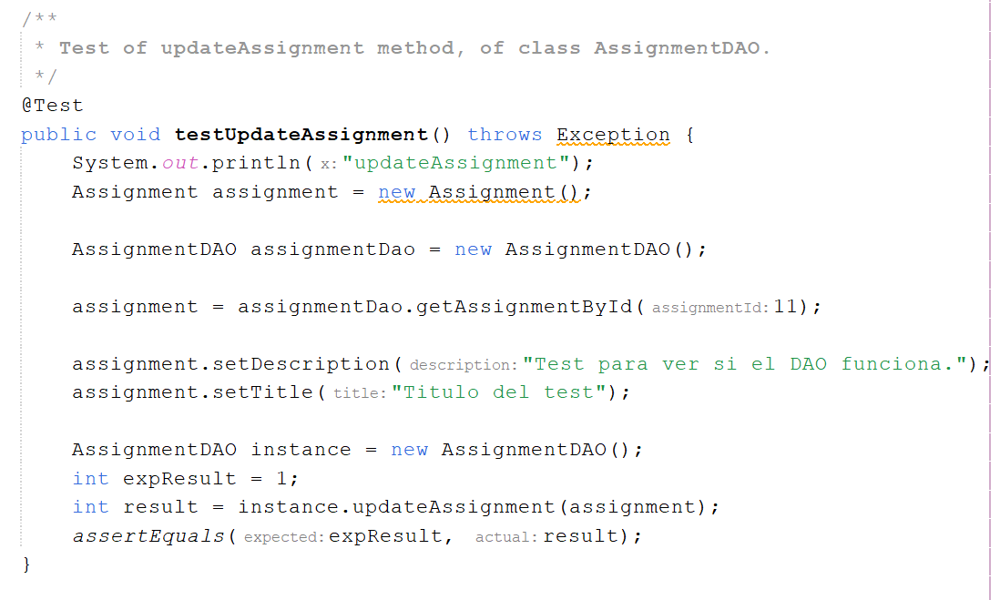 /**
 * Test of updateAssignment method, of class AssignmentDAO.
 */
@Test
public void testUpdateAssignment() throws Exception {
    System.out.println( x: "updateAssignment");
    Assignment assignment = new Assignment();

    AssignmentDAO assignmentDao = new AssignmentDAO();

    assignment = assignmentDao.getAssignmentById( assignmentId: 11);

    assignment.setDescription( description: "Test para ver si el DAO funciona.");
    assignment.setTitle( title: "Titulo del test");

    AssignmentDAO instance = new AssignmentDAO();
    int expResult = 1;
    int result = instance.updateAssignment(assignment);
    assertEquals( expected: expResult,  actual: result);
}